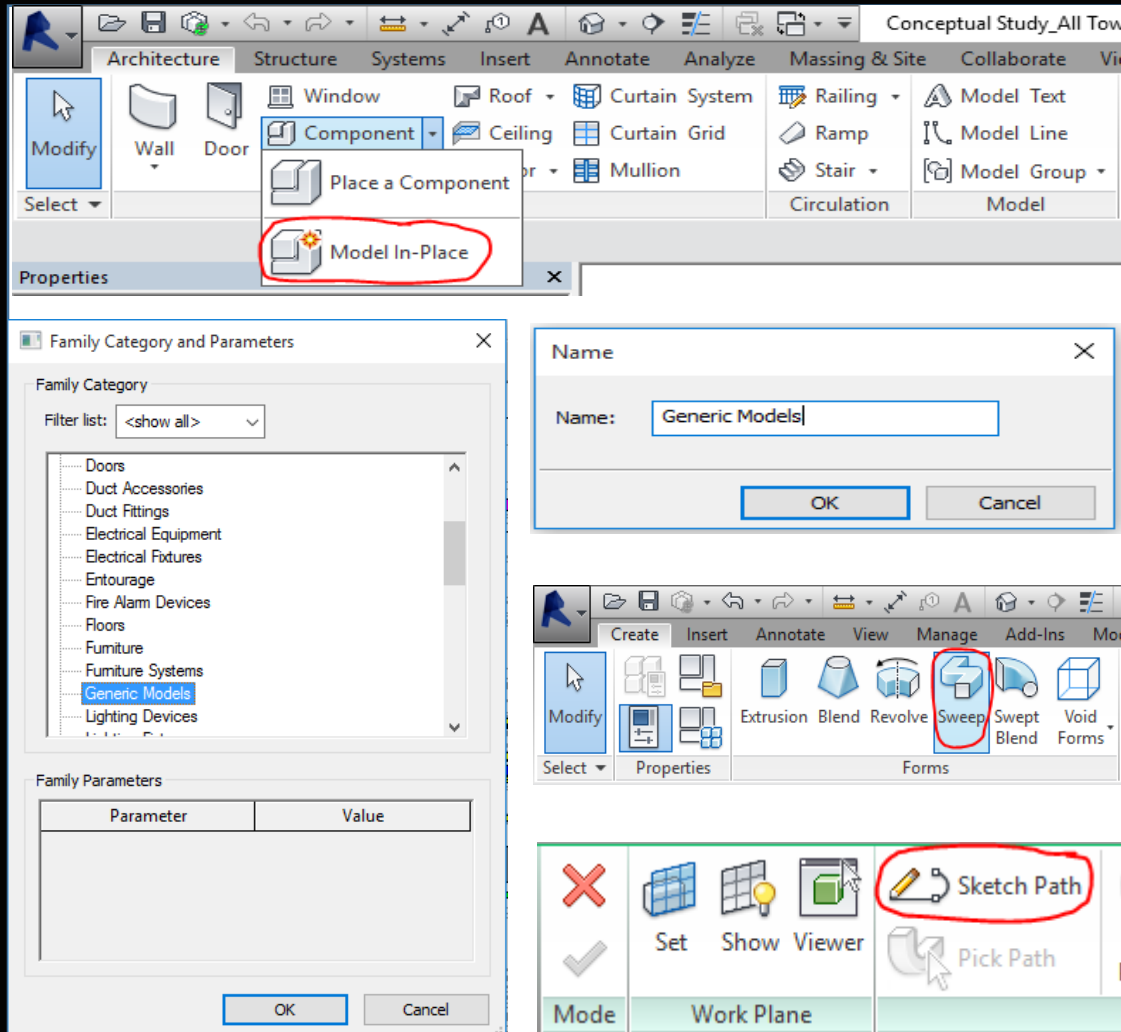 Conceptual Study_All Tow
Architecture Structure Systems Insert Annotate Analyze Massing & Site Collaborate Vi
Modify
Wall
Door
Window
Component
Roof
Ceiling
or
Curtain System
Curtain Grid
Mullion
Railing
Ramp
Stair
Model Text
Model Line
Model Group
Place a Component
Model In-Place
Select
Circulation
Model
Properties
Family Category and Parameters
Family Category
Filter list: <show all>
Doors
Duct Accessories
Duct Fittings
Electrical Equipment
Electrical Fixtures
Entourage
Fire Alarm Devices
Floors
Furniture
Furniture Systems
Generic Models
Lighting Devices
Family Parameters
Parameter Value
OK Cancel
Name
Name: Generic Models
OK Cancel
Create Insert Annotate View Manage Add-Ins Mo
Modify
Extrusion Blend Revolve Sweep Swept Blend Void Forms
Select Properties Forms
Sketch Path
Set Show Viewer
Pick Path
Mode Work Plane